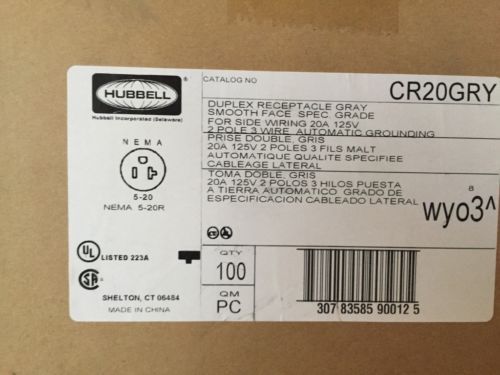 HUBBELL
®
Hubbell Incorporated (Delaware)
CATALOG NO
CR20GRY
DUPLEX RECEPTACLE GRAY
SMOOTH FACE SPEC. GRADE
FOR SIDE WIRING 20A 125V
2 POLE 3 WIRE AUTOMATIC GROUNDING
PRISE DOUBLE, GRIS
20A 125V 2 POLES 3 FILS MALT
AUTOMATIQUE QUALITE SPECIFIEE
CABLEAGE LATERAL
TOMA DOBLE, GRIS
20A 125V 2 POLOS 3 HILOS PUESTA
A TIERRA AUTOMATICO GRADO DE
ESPECIFICACION CABLEADO LATERAL
NEMA
5-20
NEMA 5-20R
wyo3^
UL LISTED 223A
SA
SHELTON, CT 06484
MADE IN CHINA
QTY
100
QM
PC
307 83585 90012 5